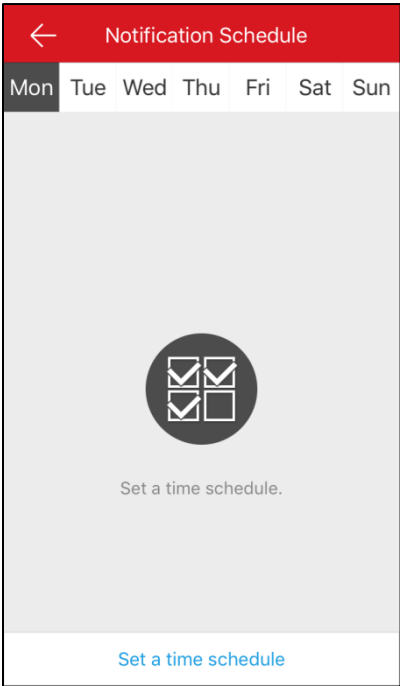 Notification Schedule
Mon Tue Wed Thu Fri Sat Sun
Set a time schedule.
Set a time schedule